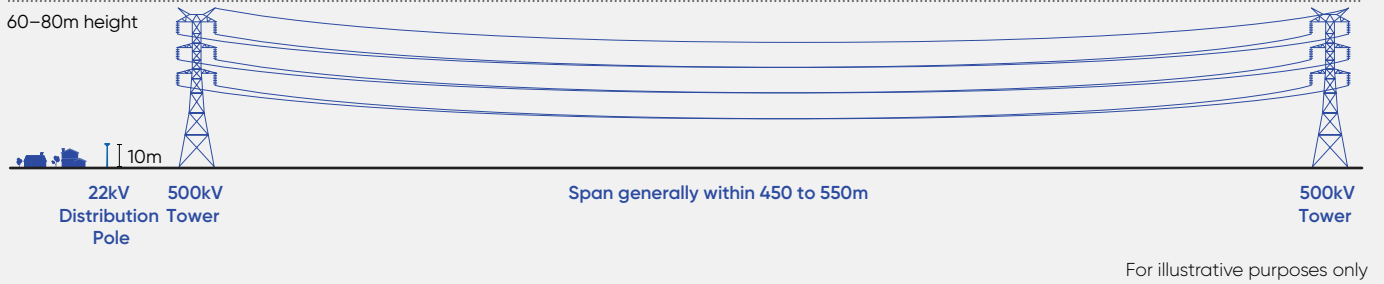 60–80m height
10m
22kV
Distribution
Pole
500kV
Tower
Span generally within 450 to 550m
500kV
Tower
For illustrative purposes only